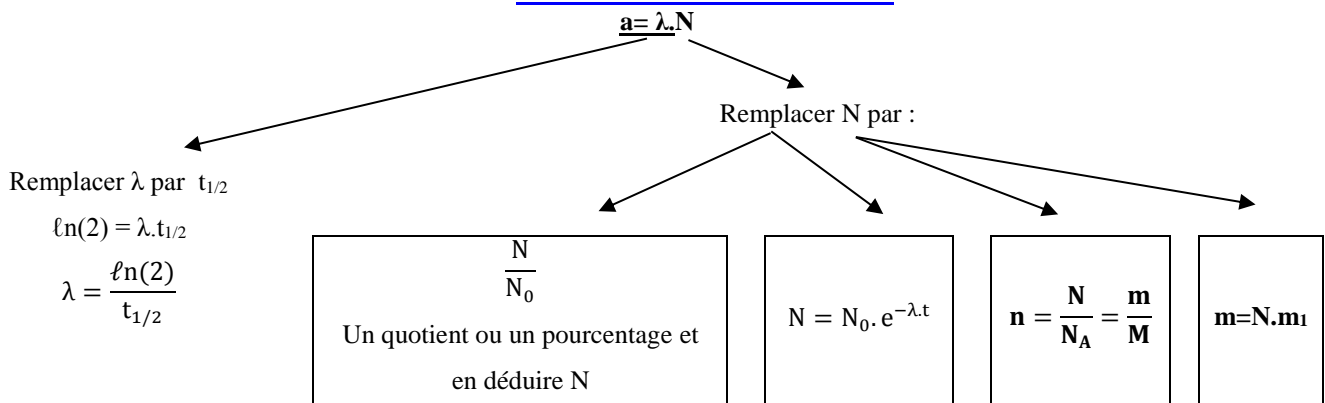 a= λ.N
Remplacer N par :
Remplacer λ par t₁/₂
ℓn(2) = λ.t₁/₂
λ = ℓn(2) / t₁/₂
N / N₀
Un quotient ou un pourcentage et
en déduire N
N = N₀. e^(−λ.t)
n = N / N_A = m / M
m=N.m₁